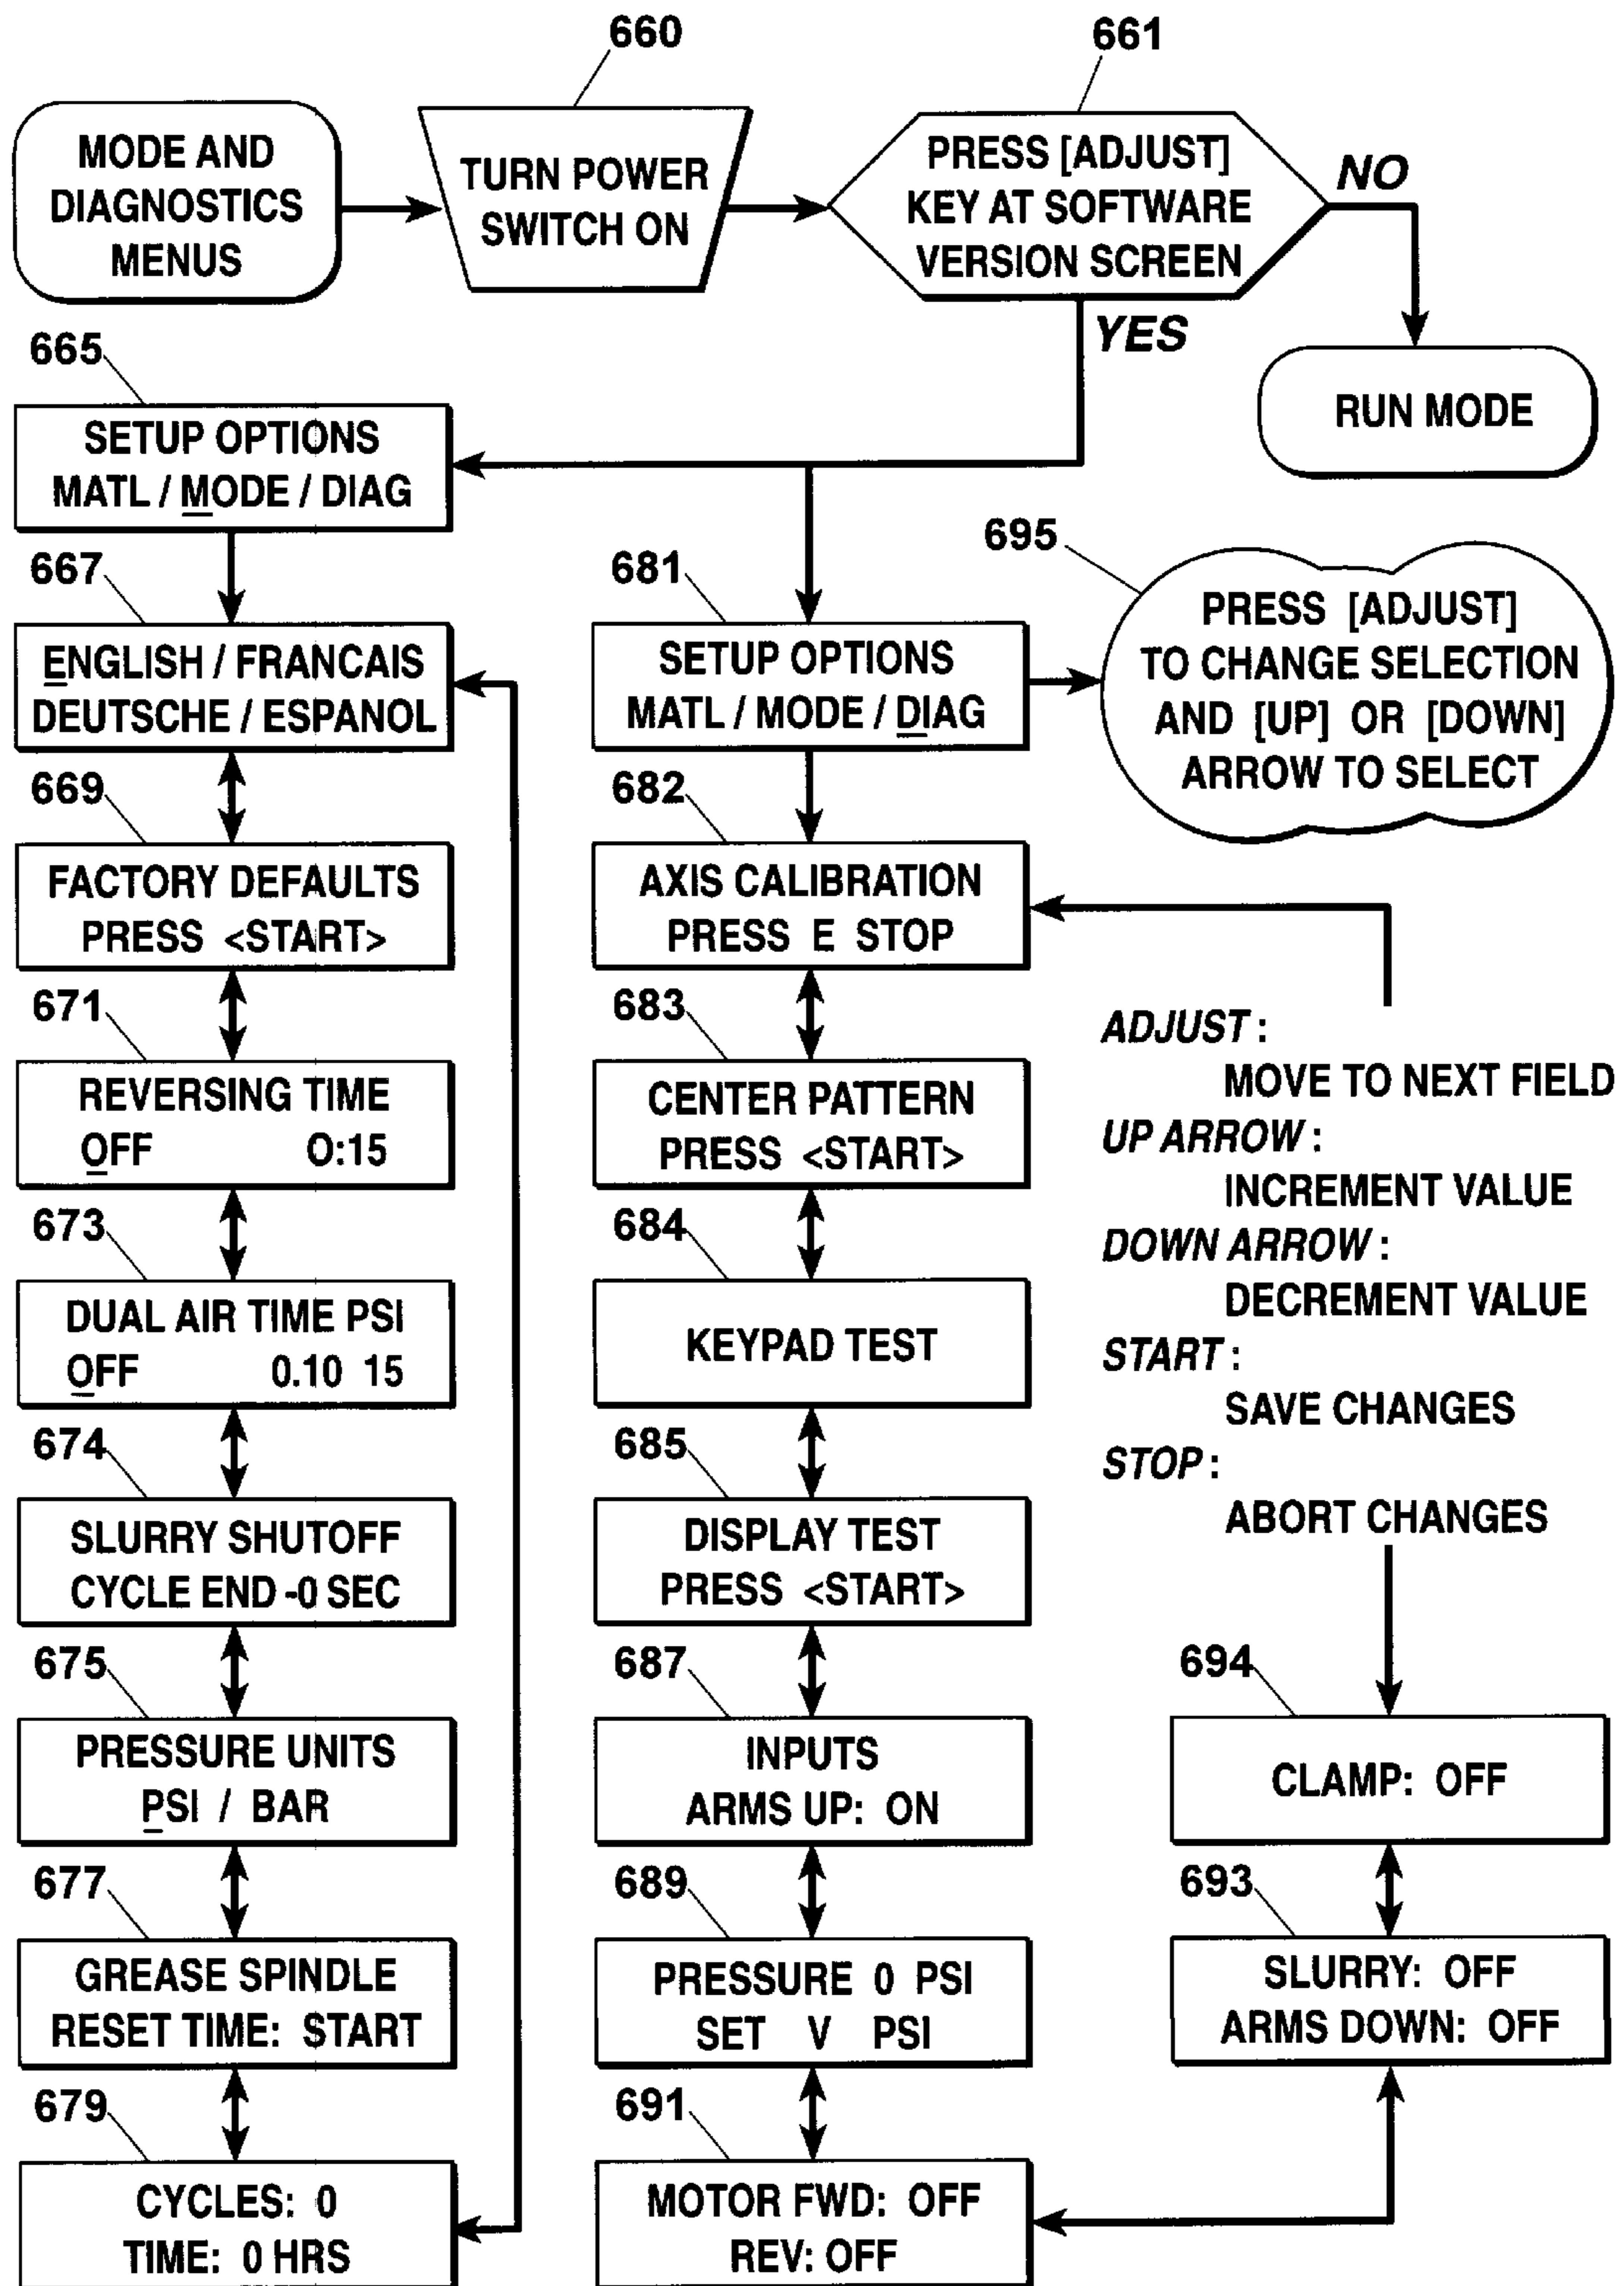 660
661
MODE AND
DIAGNOSTICS
MENUS
TURN POWER
SWITCH ON
PRESS [ADJUST]
KEY AT SOFTWARE
VERSION SCREEN
NO
YES
RUN MODE
665
SETUP OPTIONS
MATL / MODE / DIAG
667
ENGLISH / FRANCAIS
DEUTSCHE / ESPANOL
669
FACTORY DEFAULTS
PRESS <START>
671
REVERSING TIME
OFF O:15
673
DUAL AIR TIME PSI
OFF 0.10 15
674
SLURRY SHUTOFF
CYCLE END -0 SEC
675
PRESSURE UNITS
PSI / BAR
677
GREASE SPINDLE
RESET TIME: START
679
CYCLES: 0
TIME: 0 HRS
681
SETUP OPTIONS
MATL / MODE / DIAG
682
AXIS CALIBRATION
PRESS E STOP
683
CENTER PATTERN
PRESS <START>
684
KEYPAD TEST
685
DISPLAY TEST
PRESS <START>
687
INPUTS
ARMS UP: ON
689
PRESSURE 0 PSI
SET V PSI
691
MOTOR FWD: OFF
REV: OFF
695
PRESS [ADJUST]
TO CHANGE SELECTION
AND [UP] OR [DOWN]
ARROW TO SELECT
ADJUST :
MOVE TO NEXT FIELD
UP ARROW :
INCREMENT VALUE
DOWN ARROW :
DECREMENT VALUE
START :
SAVE CHANGES
STOP :
ABORT CHANGES
694
CLAMP: OFF
693
SLURRY: OFF
ARMS DOWN: OFF